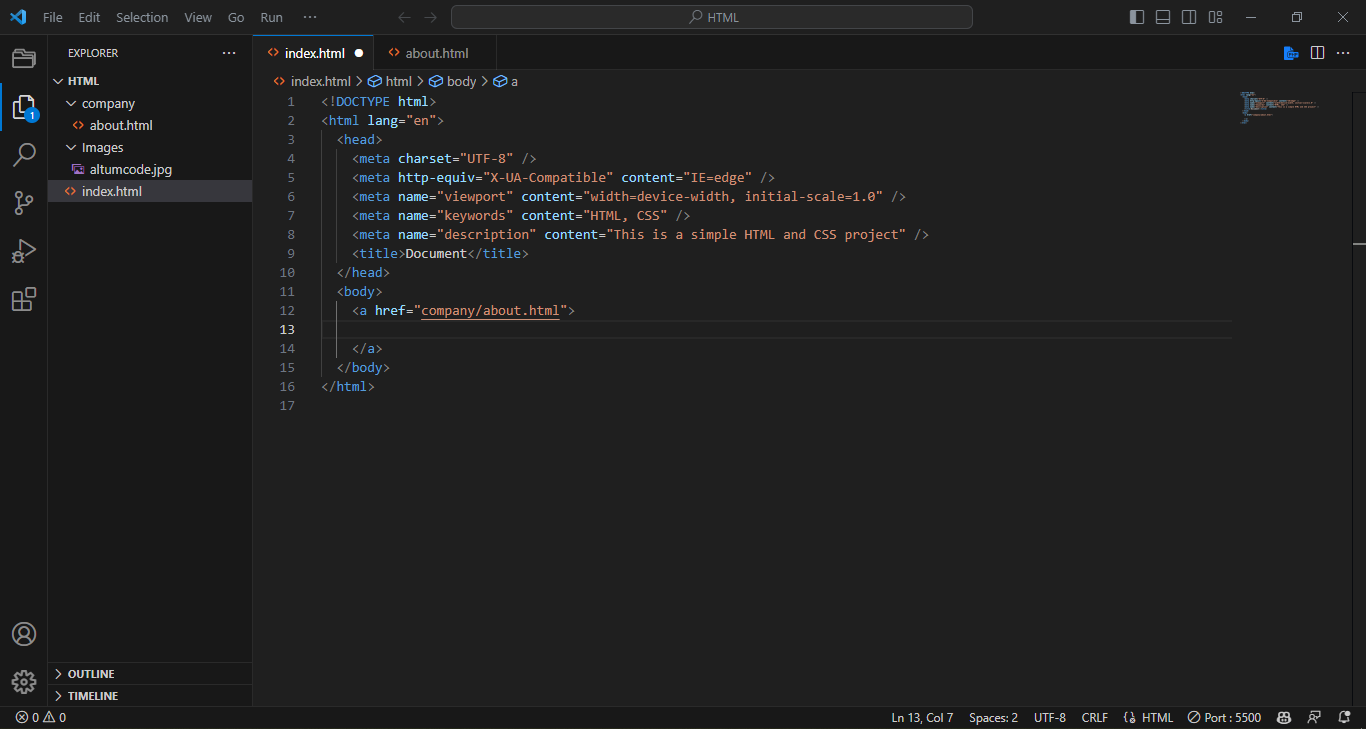 File Edit Selection View Go Run ···
HTML
EXPLORER ···
HTML
company
about.html
Images
altumcode.jpg
index.html
OUTLINE
TIMELINE
1
index.html
about.html
index.html > html > body > a
1 <!DOCTYPE html>
2 <html lang="en">
3 <head>
4 <meta charset="UTF-8" />
5 <meta http-equiv="X-UA-Compatible" content="IE=edge" />
6 <meta name="viewport" content="width=device-width, initial-scale=1.0" />
7 <meta name="keywords" content="HTML, CSS" />
8 <meta name="description" content="This is a simple HTML and CSS project" />
9 <title>Document</title>
10 </head>
11 <body>
12 <a href="company/about.html">
13
14 </a>
15 </body>
16 </html>
17
0 0 Ln 13, Col 7 Spaces: 2 UTF-8 CRLF HTML Port : 5500